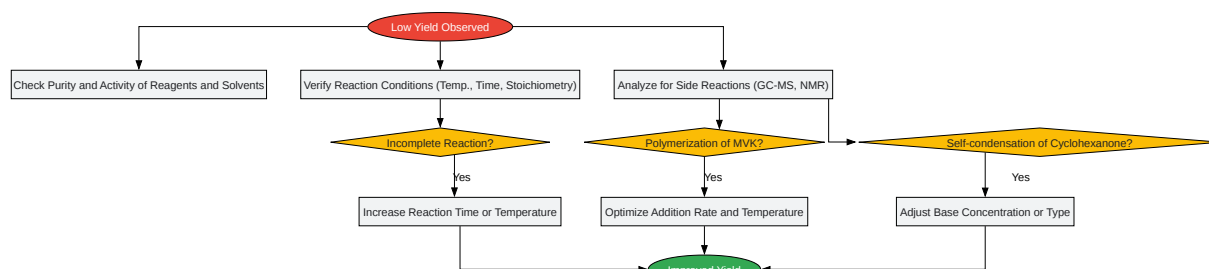 Low Yield Observed
Check Purity and Activity of Reagents and Solvents
Verify Reaction Conditions (Temp., Time, Stoichiometry)
Analyze for Side Reactions (GC-MS, NMR)
Incomplete Reaction?
Polymerization of MVK?
Self-condensation of Cyclohexanone?
Yes
Yes
Yes
Increase Reaction Time or Temperature
Optimize Addition Rate and Temperature
Adjust Base Concentration or Type
Improved Yield